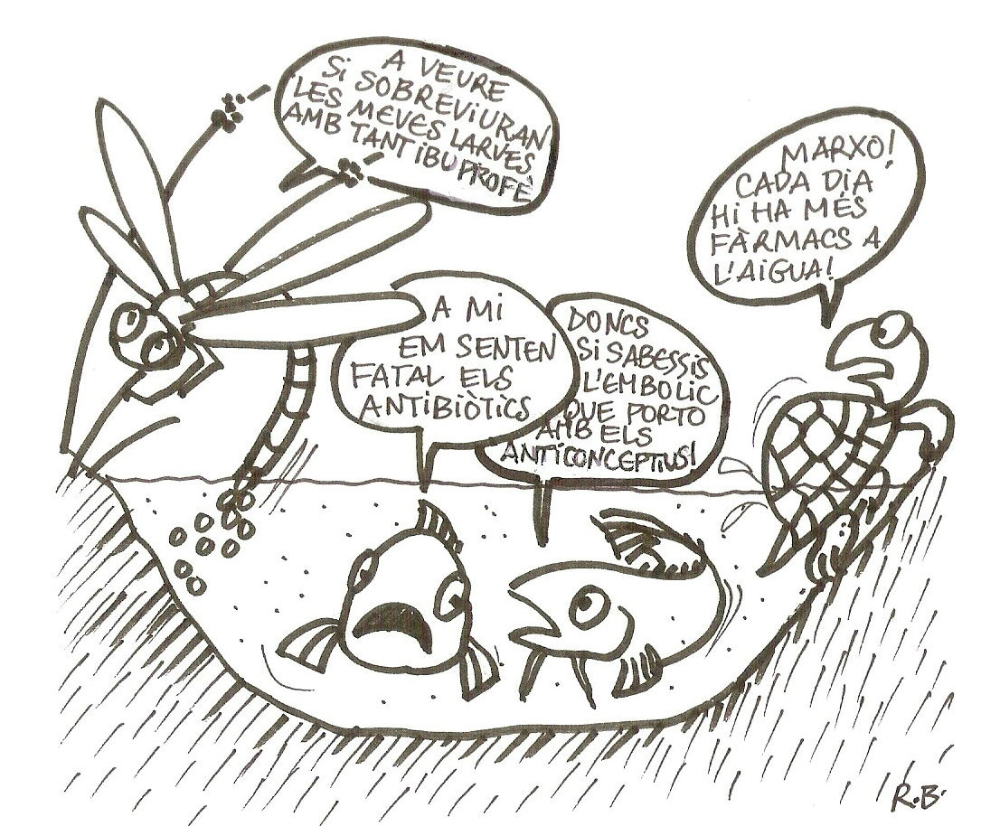 A VEURE
SI SOBREVIURAN
LES MEVES LARVES
AMB TANT IBUPROFÈ
MARXO!
CADA DIA
HI HA MÉS
FÀRMACS A
L'AIGUA!
A MI
EM SENTEN
FATAL ELS
ANTIBIÒTICS
DONCS
SI SABESSIS
L'EMBOLIC
QUE PORTO
AMB ELS
ANTICONCEPTIUS!
R.B.